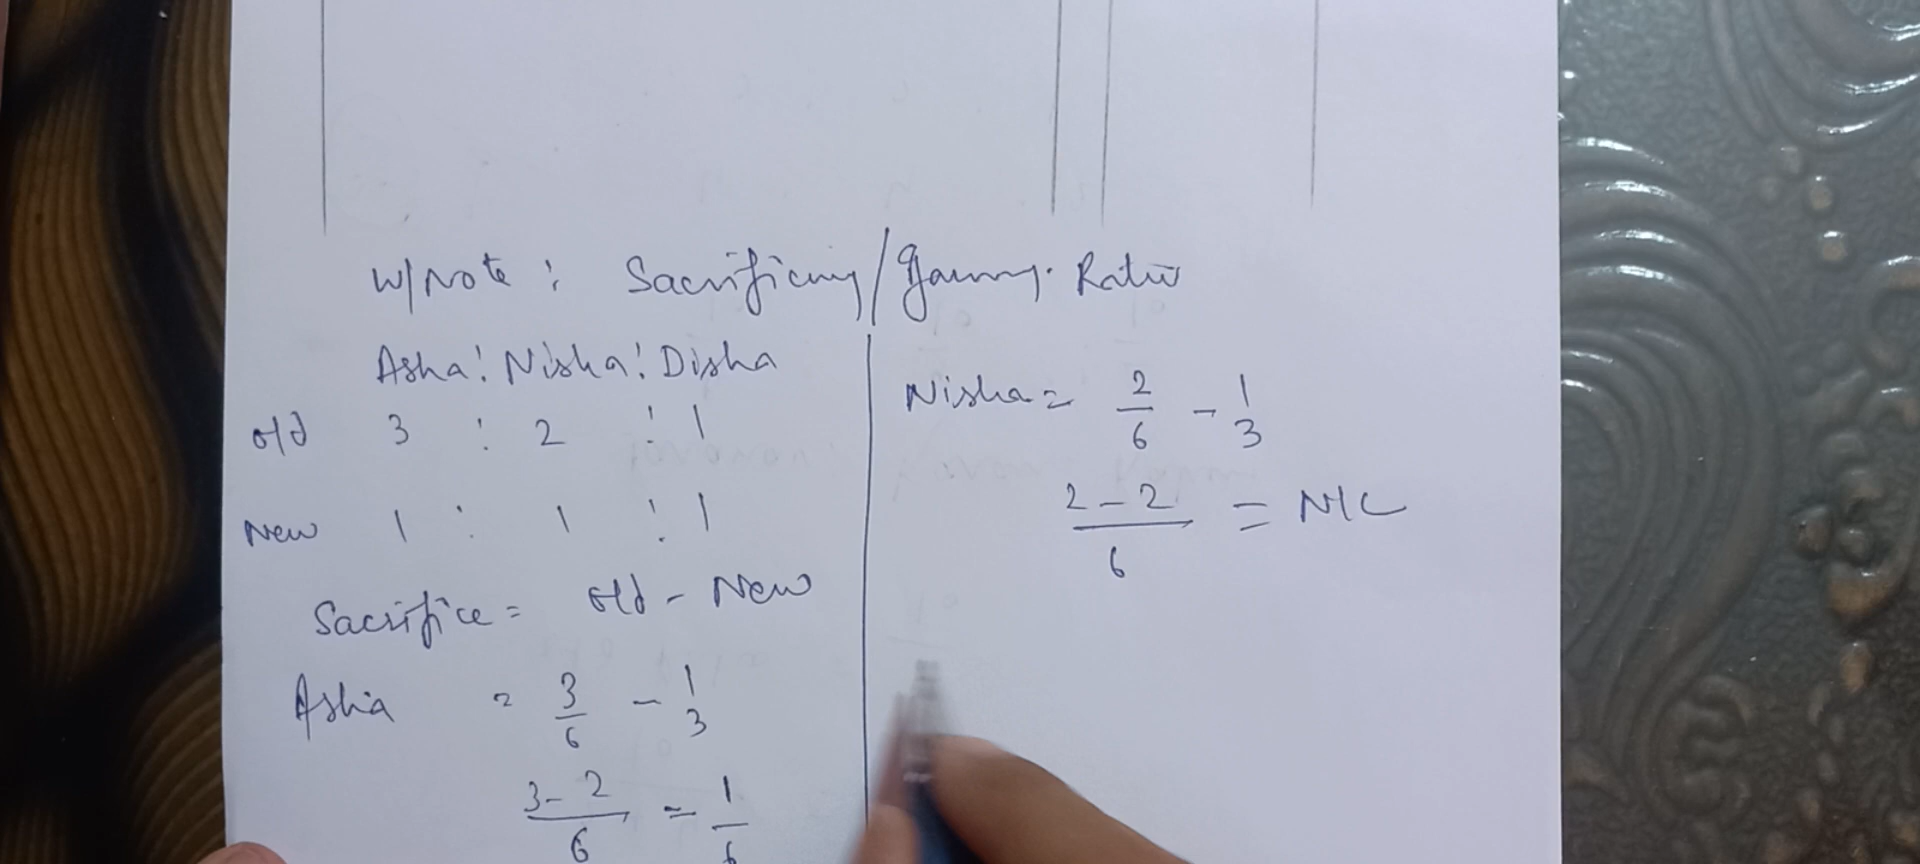 W/Note : Sacrificing/Gaining Ratio
Asha : Nisha : Disha
old 3 : 2 : 1
New 1 : 1 : 1
Sacrifice = old - New
Asha = 3/6 - 1/3
3-2/6 = 1/6
Nisha = 2/6 - 1/3
2-2/6 = NIL